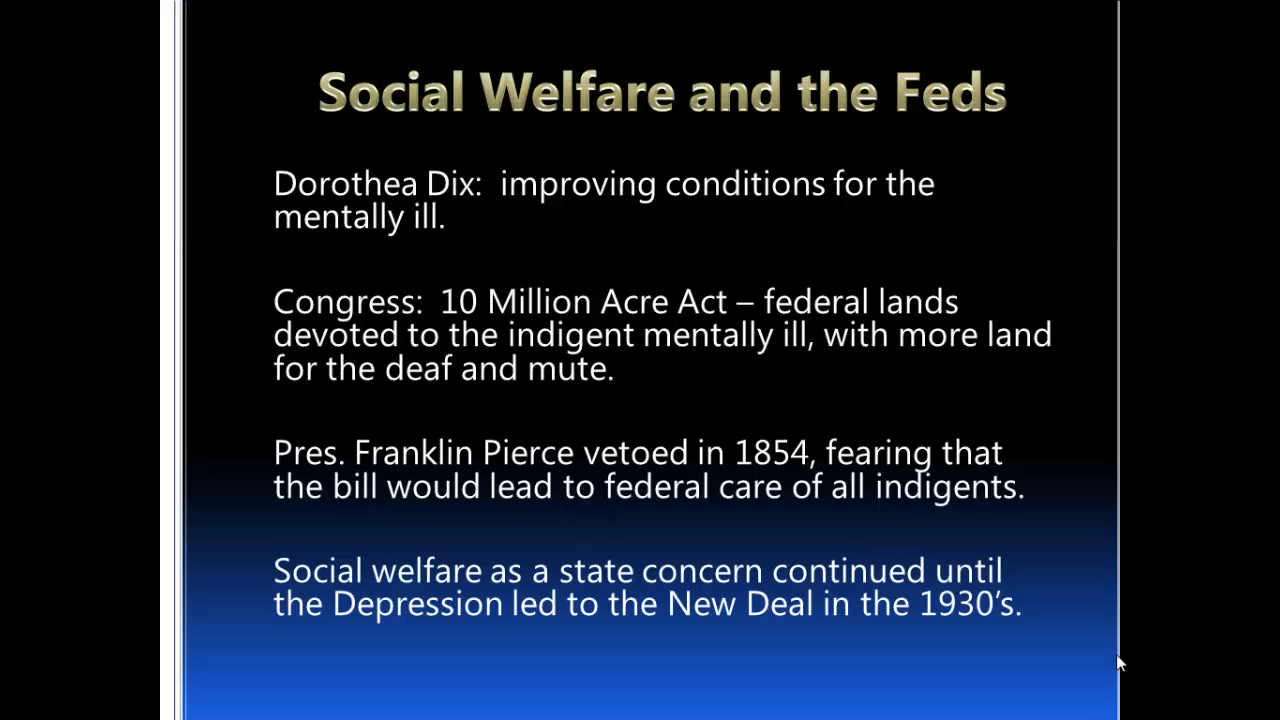 Social Welfare and the Feds
Dorothea Dix:  improving conditions for the
mentally ill.
Congress:  10 Million Acre Act – federal lands
devoted to the indigent mentally ill, with more land
for the deaf and mute.
Pres. Franklin Pierce vetoed in 1854, fearing that
the bill would lead to federal care of all indigents.
Social welfare as a state concern continued until
the Depression led to the New Deal in the 1930’s.